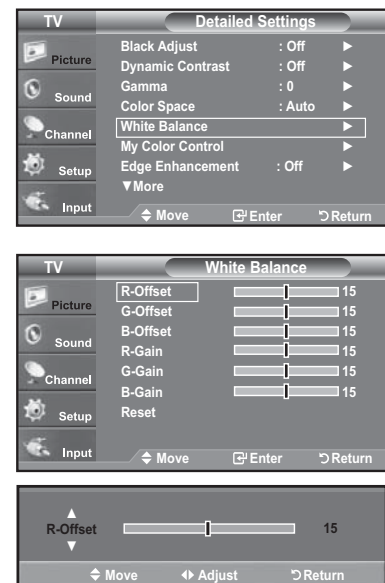 TV Detailed Settings
Picture
Sound
Channel
Setup
Input
Black Adjust : Off ►
Dynamic Contrast : Off ►
Gamma : 0 ►
Color Space : Auto ►
White Balance ►
My Color Control ►
Edge Enhancement : Off ►
▼More
Move Enter Return
TV White Balance
Picture
Sound
Channel
Setup
Input
R-Offset 15
G-Offset 15
B-Offset 15
R-Gain 15
G-Gain 15
B-Gain 15
Reset
Move Enter Return
▲
R-Offset 15
▼
Move Adjust Return